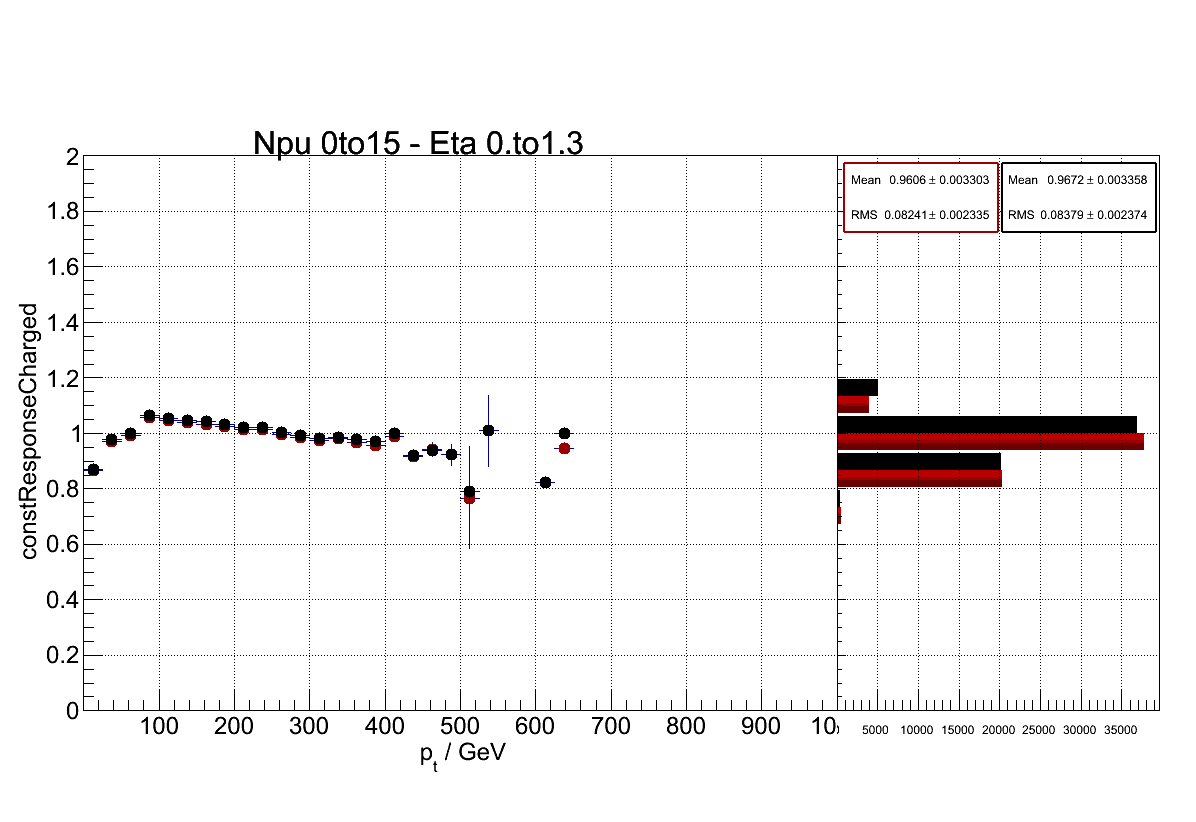 Npu 0to15 - Eta 0.to1.3
constResponseCharged
2
1.8
1.6
1.4
1.2
1
0.8
0.6
0.4
0.2
0
100 200 300 400 500 600 700 800 900 10
p_t / GeV
Mean 0.9606 ± 0.003303
RMS 0.08241 ± 0.002335
Mean 0.9672 ± 0.003358
RMS 0.08379 ± 0.002374
5000 10000 15000 20000 25000 30000 35000